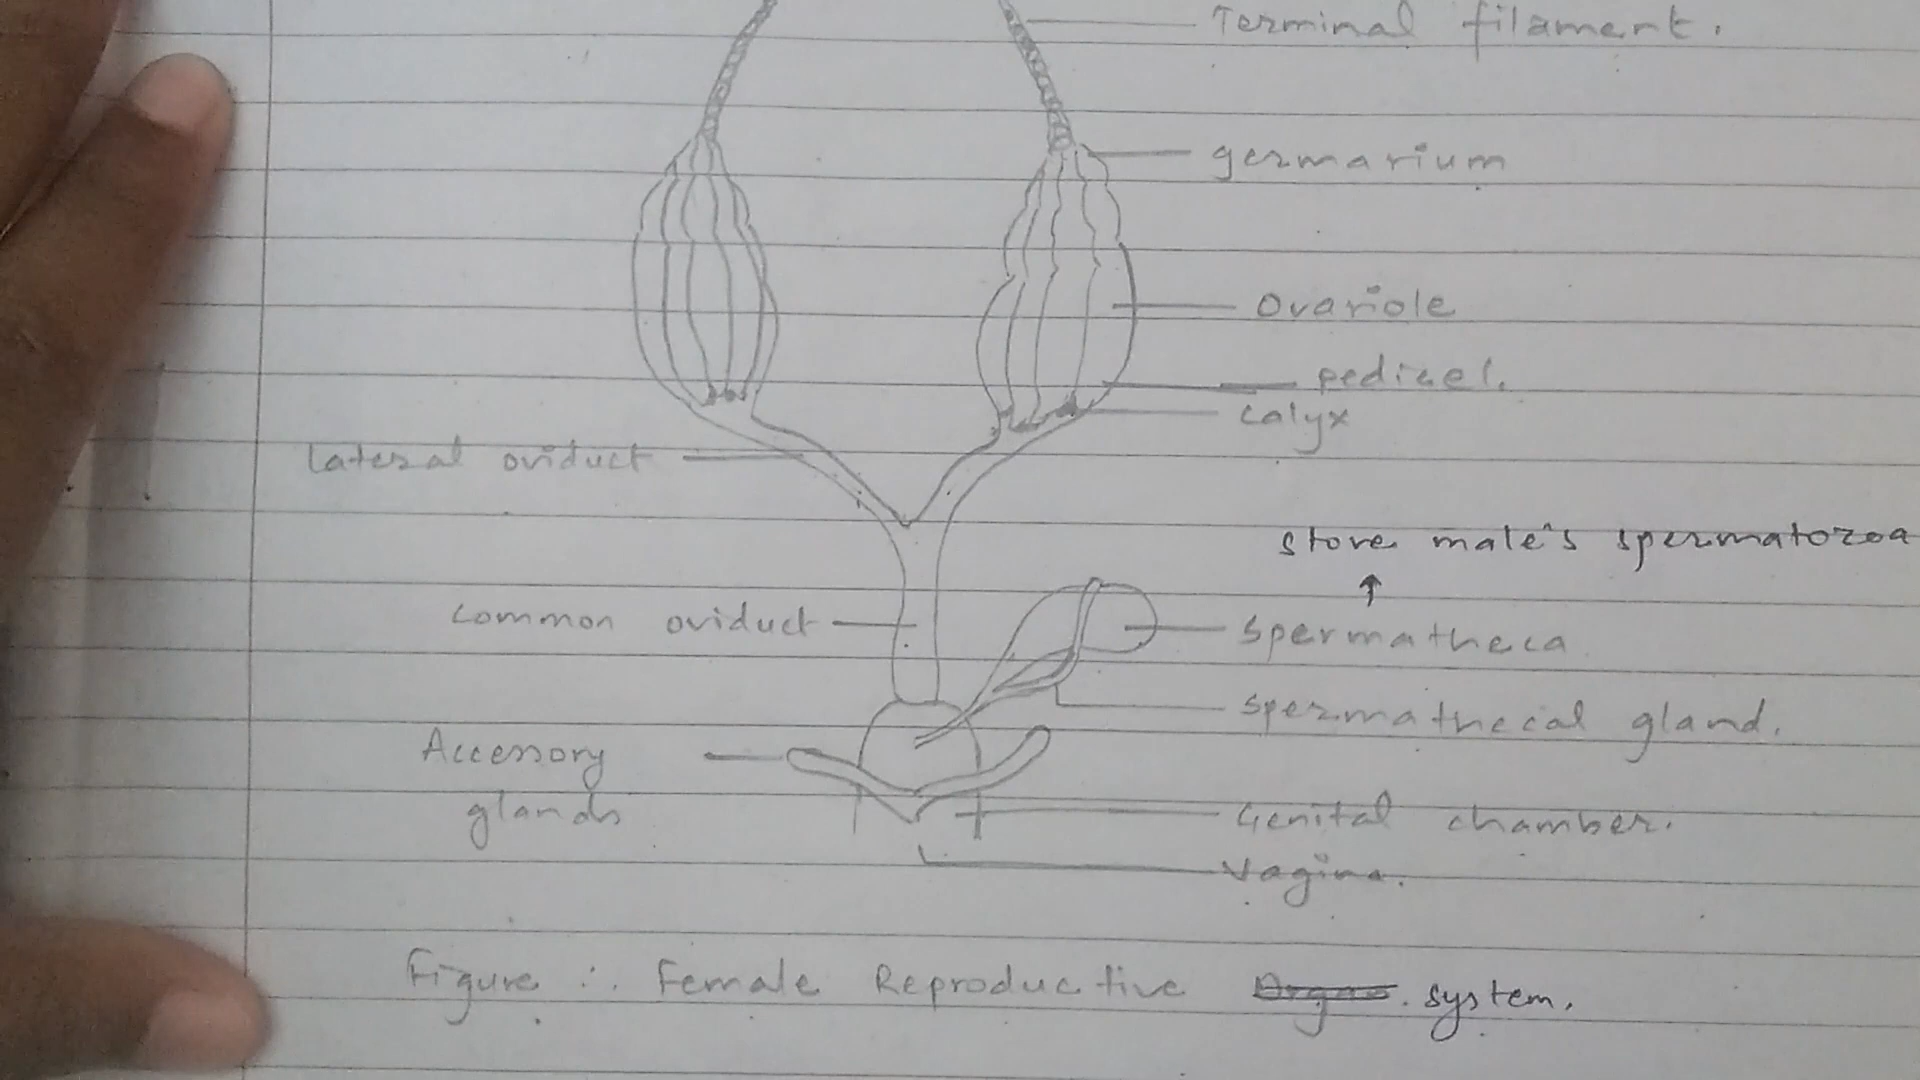 Terminal filament.
germarium
Ovariole
pedicel.
calyx
lateral oviduct
store male's spermatozoa
↑
common oviduct
spermatheca
spermathecal gland.
Accessory
glands
Genital chamber.
Vagina.
Figure :. Female Reproductive Organs. system.